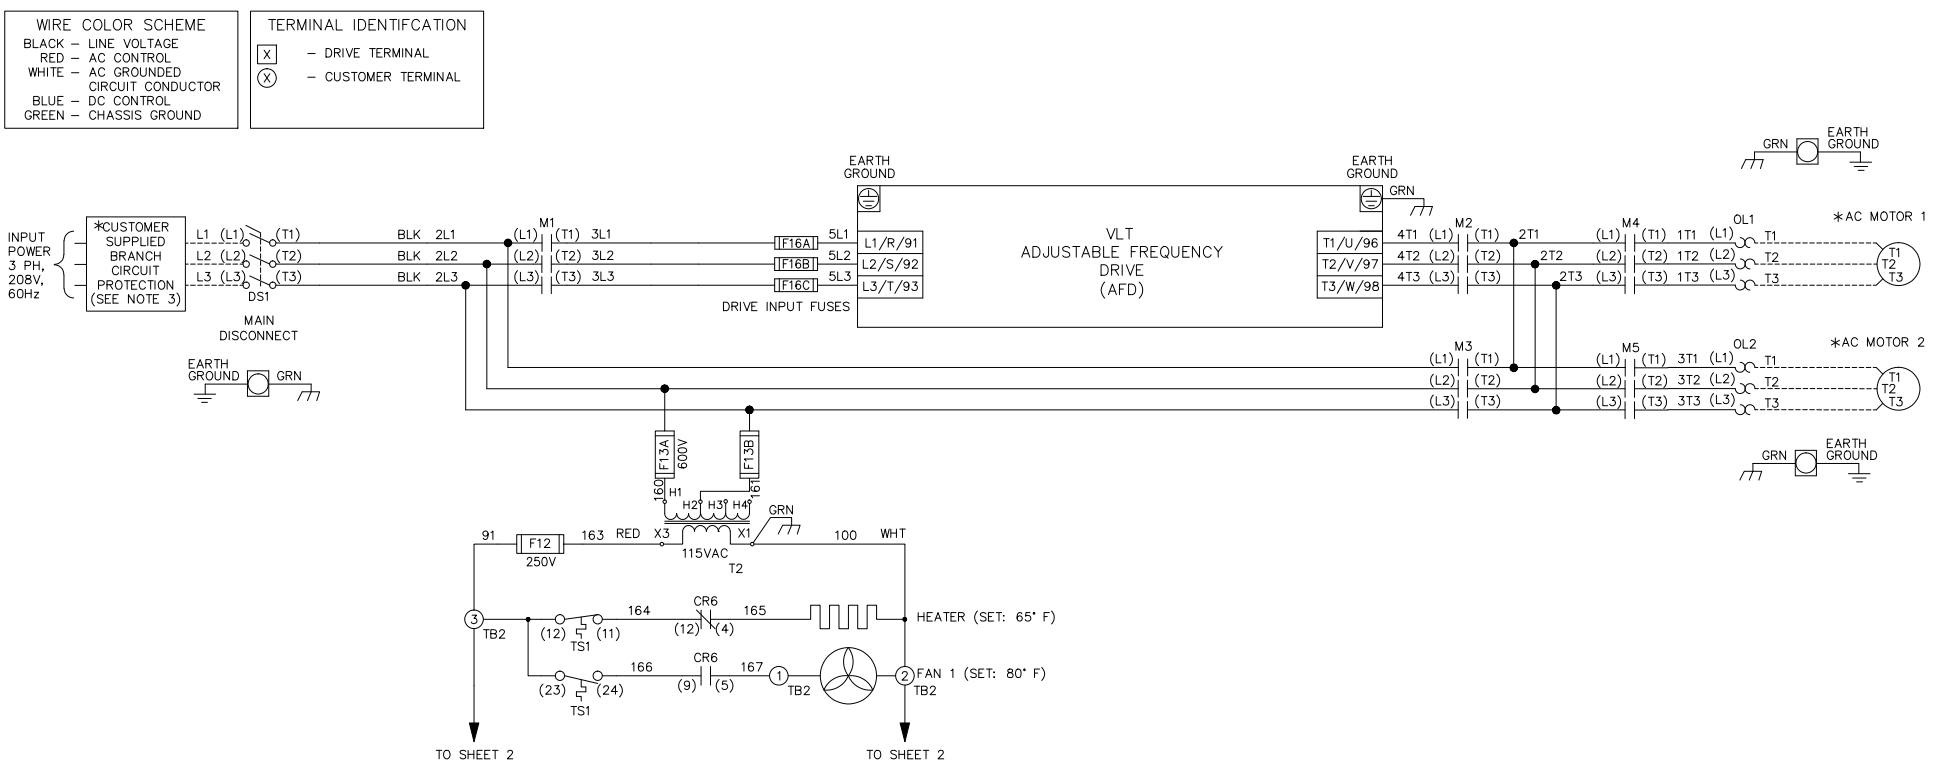 WIRE COLOR SCHEME
BLACK – LINE VOLTAGE
RED – AC CONTROL
WHITE – AC GROUNDED
CIRCUIT CONDUCTOR
BLUE – DC CONTROL
GREEN – CHASSIS GROUND
TERMINAL IDENTIFCATION
X – DRIVE TERMINAL
X – CUSTOMER TERMINAL
INPUT
POWER
3 PH,
208V,
60Hz
*CUSTOMER
SUPPLIED
BRANCH
CIRCUIT
PROTECTION
(SEE NOTE 3)
L1 (L1) (T1) BLK 2L1 (L1) M1 (T1) 3L1 F16A 5L1 L1/R/91
L2 (L2) (T2) BLK 2L2 (L2) (T2) 3L2 F16B 5L2 L2/S/92
L3 (L3) (T3) BLK 2L3 (L3) (T3) 3L3 F16C 5L3 L3/T/93
DS1
MAIN
DISCONNECT
DRIVE INPUT FUSES
EARTH
GROUND
GRN
EARTH
GROUND
VLT
ADJUSTABLE FREQUENCY
DRIVE
(AFD)
EARTH
GROUND
GRN
T1/U/96 4T1 (L1) M2 (T1) 2T1 (L1) M4 (T1) 1T1 (L1) OL1 T1
T2/V/97 4T2 (L2) (T2) 2T2 (L2) (T2) 1T2 (L2) T2
T3/W/98 4T3 (L3) (T3) 2T3 (L3) (T3) 1T3 (L3) T3
GRN
EARTH
GROUND
*AC MOTOR 1
T1
T2
T3
(L1) M3 (T1) (L1) M5 (T1) 3T1 (L1) OL2 T1
(L2) (T2) (L2) (T2) 3T2 (L2) T2
(L3) (T3) (L3) (T3) 3T3 (L3) T3
*AC MOTOR 2
T1
T2
T3
GRN
EARTH
GROUND
F13A
600V
F13B
160
H1
H2
H3
H4
161
GRN
91 F12 163 RED X3 X1 100 WHT
250V
115VAC
T2
3
TB2
(12) (11)
TS1
164
CR6
(12) (4)
165
HEATER (SET: 65° F)
(23) (24)
TS1
166
CR6
(9) (5)
167
1
TB2
2
TB2
FAN 1 (SET: 80° F)
TO SHEET 2
TO SHEET 2